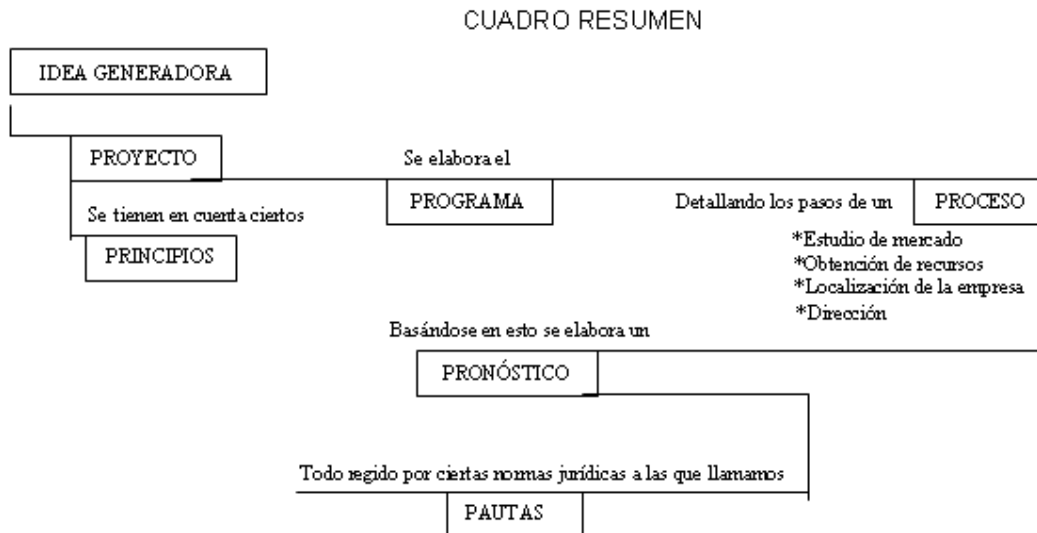 CUADRO RESUMEN
IDEA GENERADORA
PROYECTO
Se elabora el
PROGRAMA
Detallando los pasos de un
PROCESO
Se tienen en cuenta ciertos
PRINCIPIOS
*Estudio de mercado
*Obtención de recursos
*Localización de la empresa
*Dirección
Basándose en esto se elabora un
PRONÓSTICO
Todo regido por ciertas normas jurídicas a las que llamamos
PAUTAS